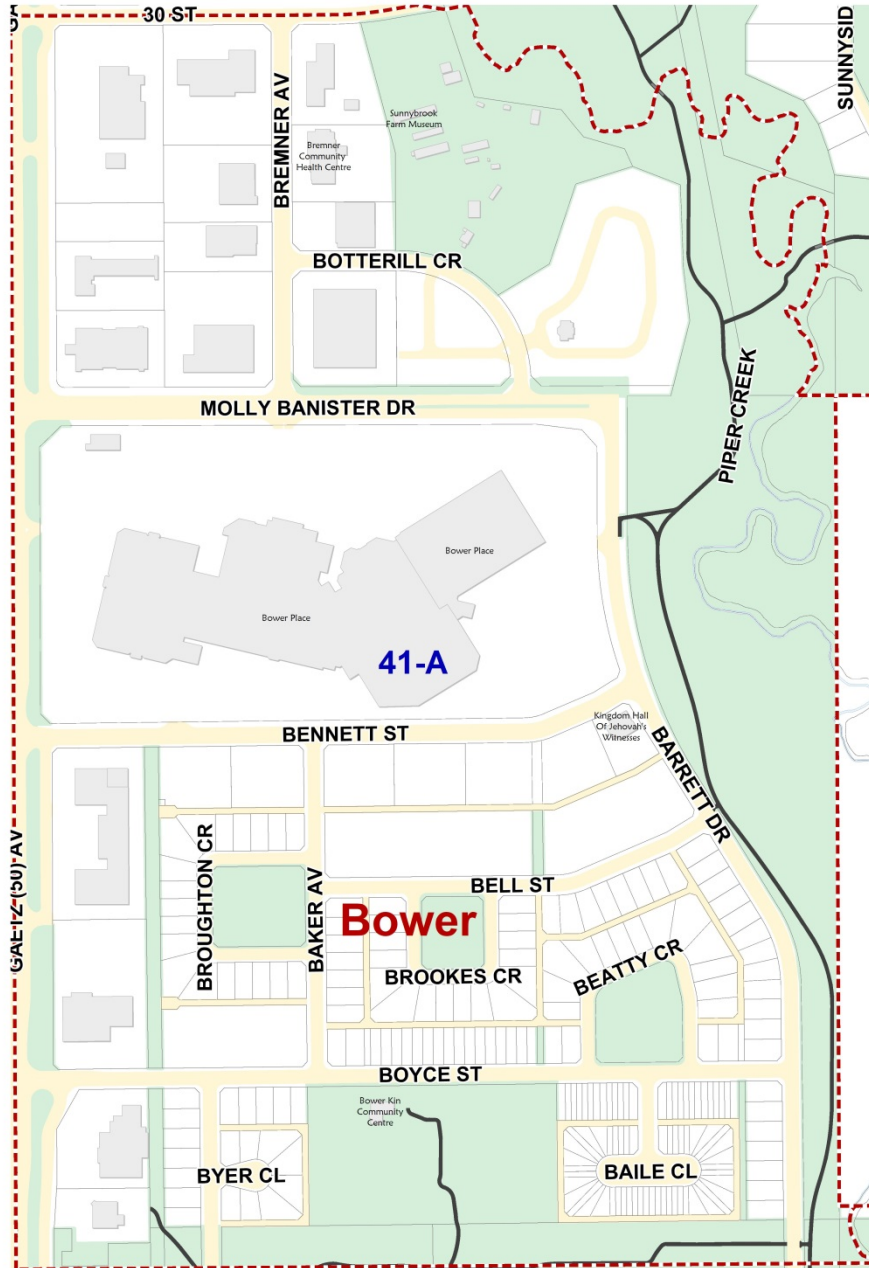 30 ST
SUNNYSID
BREMNER AV
Sunnybrook
Farm Museum
Bremner
Community
Health Centre
BOTTERILL CR
PIPER CREEK
MOLLY BANISTER DR
Bower Place
Bower Place
41-A
BENNETT ST
Kingdom Hall
Of Jehovah's
Witnesses
BARRETT DR
GAETZ (50) AV
BROUGHTON CR
BAKER AV
BELL ST
Bower
BROOKES CR
BEATTY CR
BOYCE ST
Bower Kin
Community
Centre
BYER CL
BAILE CL